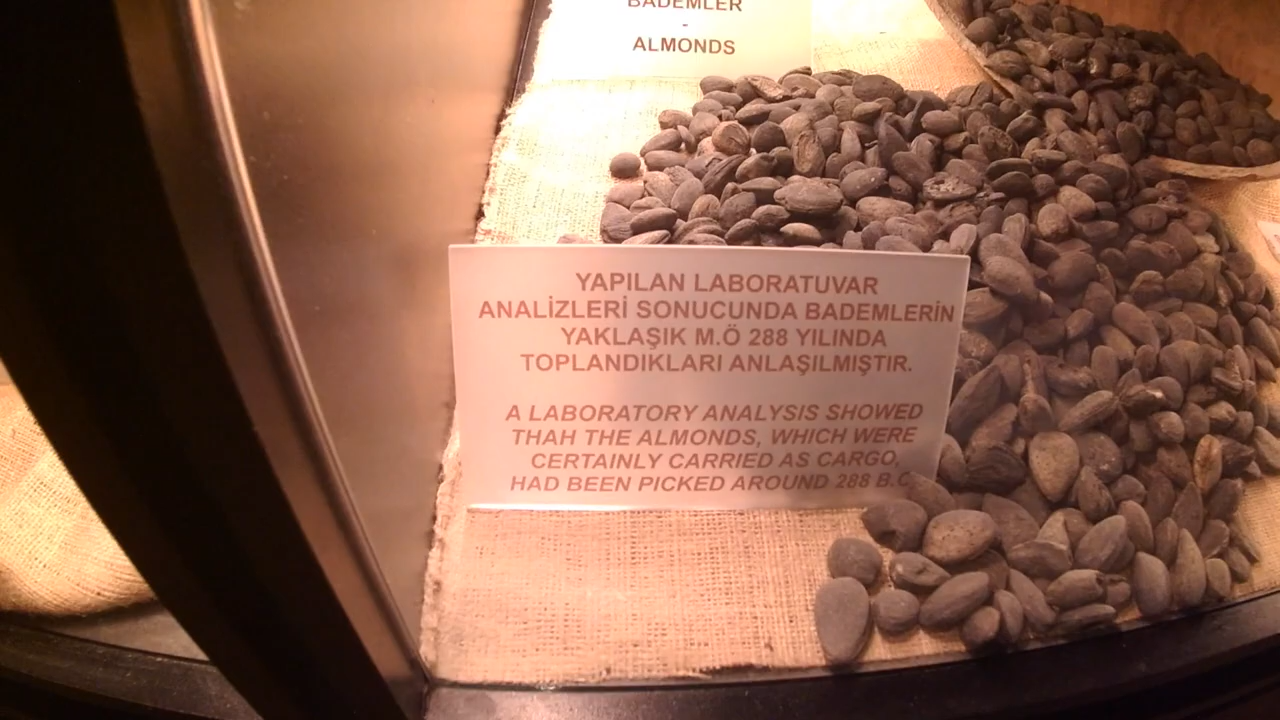 BADEMLER
-
ALMONDS
YAPILAN LABORATUVAR
ANALİZLERİ SONUCUNDA BADEMLERİN
YAKLAŞIK M.Ö 288 YILINDA
TOPLANDIKLARI ANLAŞILMIŞTIR.
A LABORATORY ANALYSIS SHOWED
THAH THE ALMONDS, WHICH WERE
CERTAINLY CARRIED AS CARGO,
HAD BEEN PICKED AROUND 288 B.C